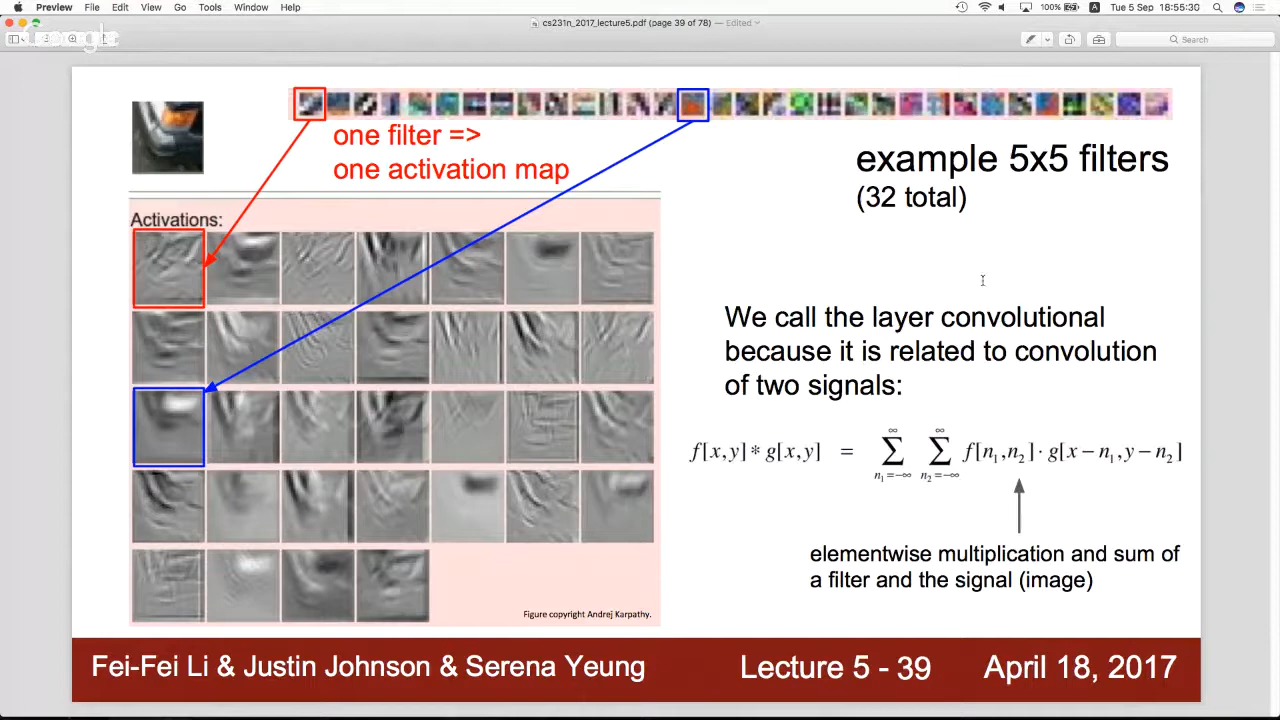 Preview File Edit View Go Tools Window Help
100% A Tue 5 Sep 18:55:30
cs231n_2017_lecture5.pdf (page 39 of 78) — Edited
Search
one filter =>
one activation map
example 5x5 filters
(32 total)
Activations:
We call the layer convolutional
because it is related to convolution
of two signals:
f[x,y] * g[x,y] = ∑ n₁=-∞ ∞ ∑ n₂=-∞ ∞ f[n₁,n₂] · g[x − n₁, y − n₂]
elementwise multiplication and sum of
a filter and the signal (image)
Figure copyright Andrej Karpathy.
Fei-Fei Li & Justin Johnson & Serena Yeung
Lecture 5 - 39
April 18, 2017